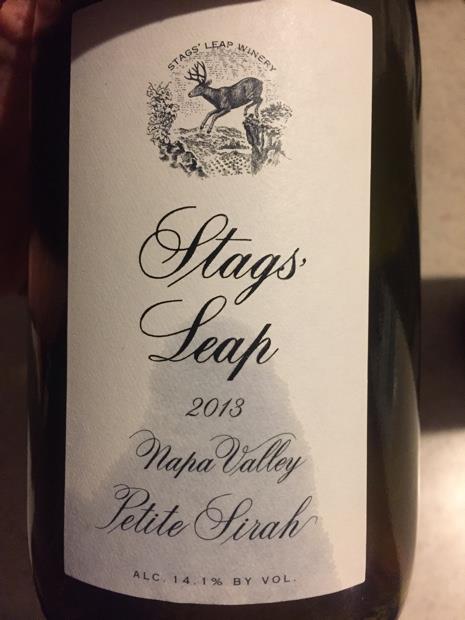 STAGS' LEAP WINERY
Stags'
Leap
2013
Napa Valley
Petite Sirah
ALC. 14.1% BY VOL.